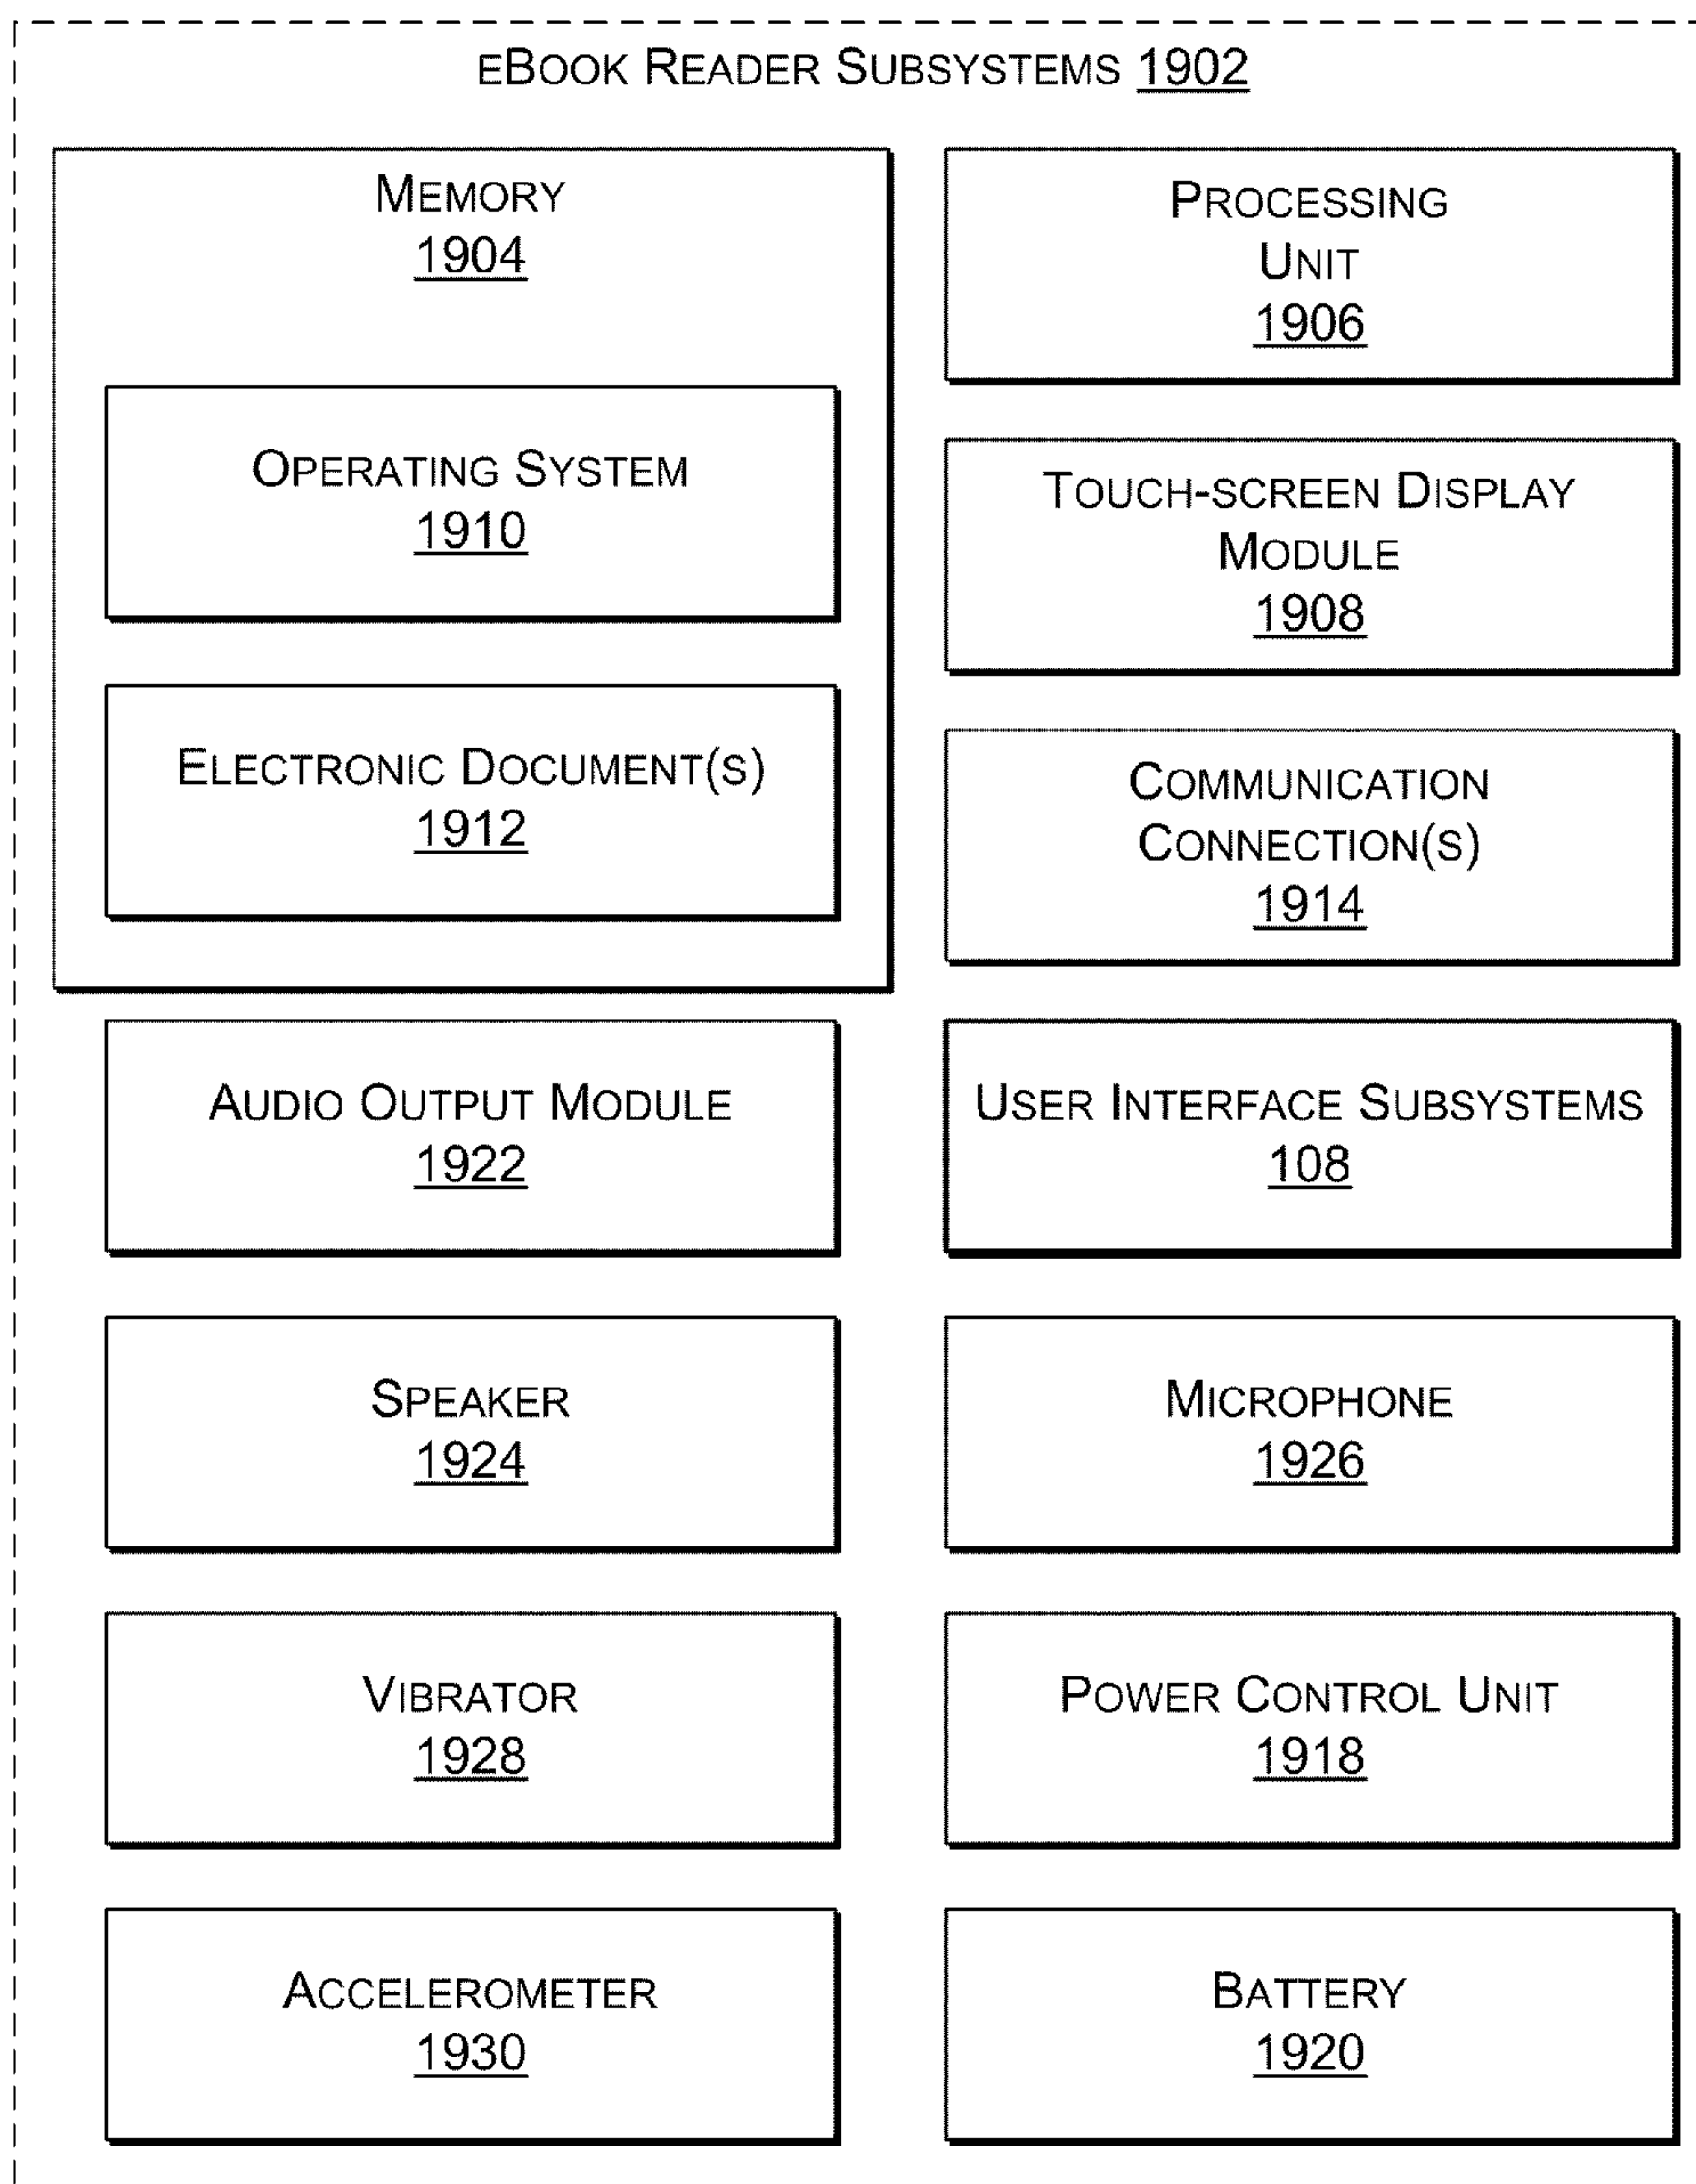 eBook Reader Subsystems 1902
Memory
1904
Operating System
1910
Electronic Document(s)
1912
Processing
Unit
1906
Touch-screen Display
Module
1908
Communication
Connection(s)
1914
Audio Output Module
1922
User Interface Subsystems
108
Speaker
1924
Microphone
1926
Vibrator
1928
Power Control Unit
1918
Accelerometer
1930
Battery
1920